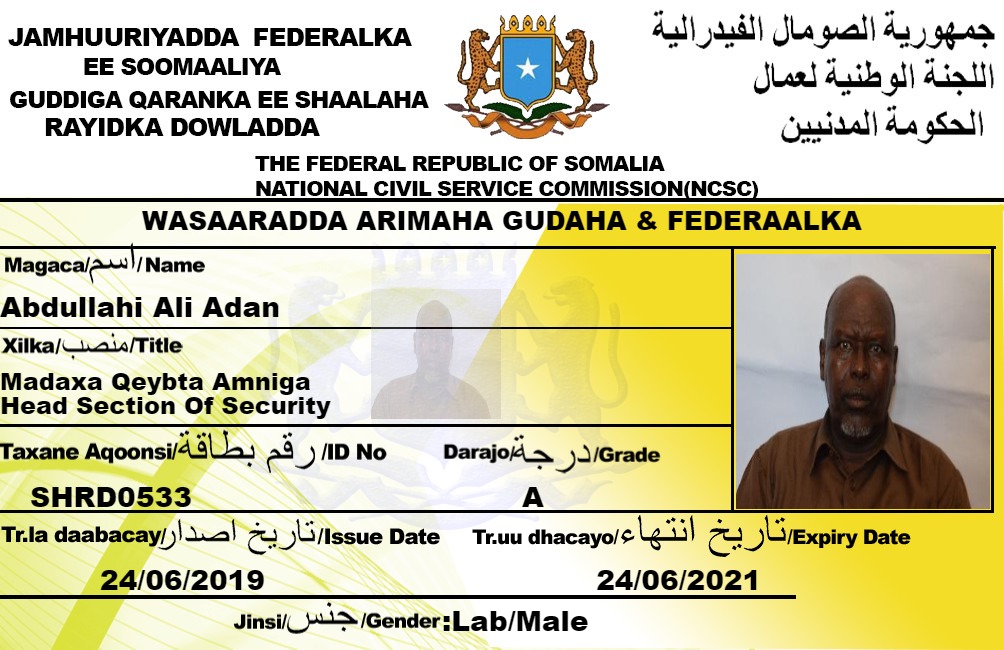 JAMHUURIYADDA FEDERALKA
EE SOOMAALIYA
GUDDIGA QARANKA EE SHAALAHA
RAYIDKA DOWLADDA
جمهورية الصومال الفيدرالية
اللجنة الوطنية لعمال
الحكومة المدنيين
THE FEDERAL REPUBLIC OF SOMALIA
NATIONAL CIVIL SERVICE COMMISSION(NCSC)
WASAARADDA ARIMAHA GUDAHA & FEDERAALKA
Magaca/اسم/Name
Abdullahi Ali Adan
Xilka/منصب/Title
Madaxa Qeybta Amniga
Head Section Of Security
Taxane Aqoonsi/رقم بطاقة/ID No
SHRD0533
Darajo/درجة/Grade
A
Tr.la daabacay/تاريخ اصدار/Issue Date
24/06/2019
Tr.uu dhacayo/تاريخ انتهاء/Expiry Date
24/06/2021
Jinsi/جنس/Gender:Lab/Male